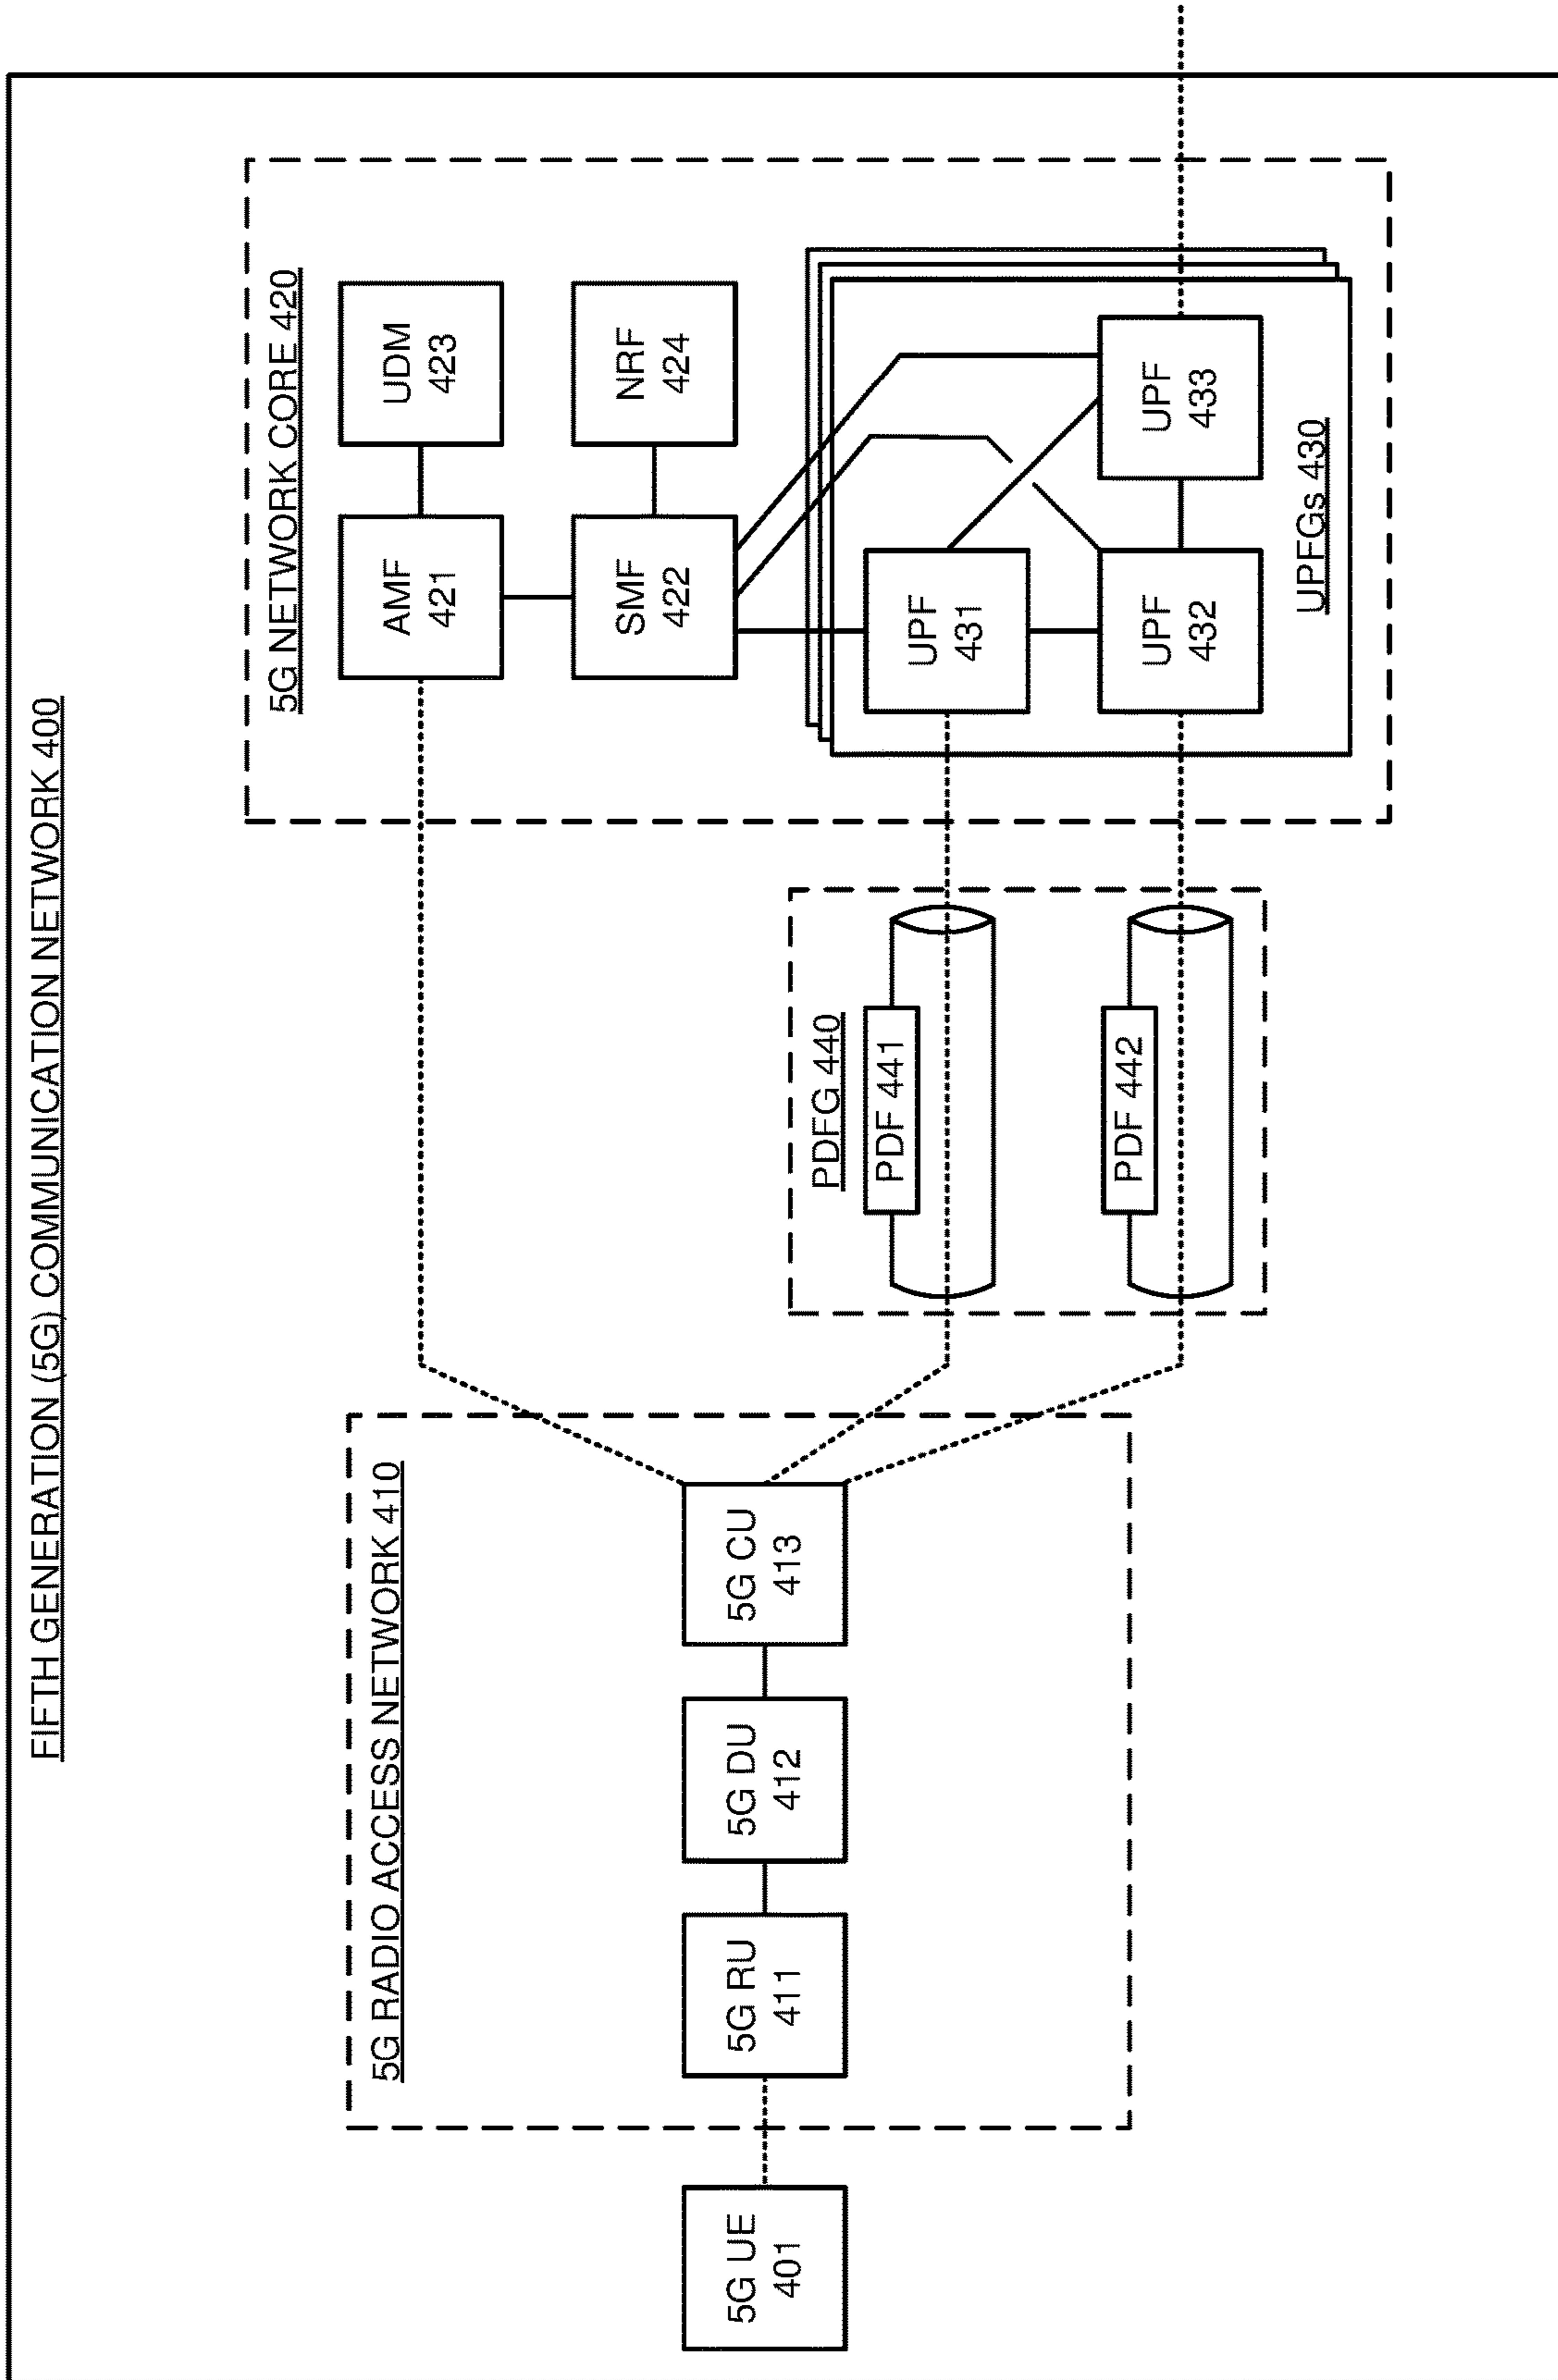 FIFTH GENERATION (5G) COMMUNICATION NETWORK 400
5G RADIO ACCESS NETWORK 410
5G UE
401
5G RU
411
5G DU
412
5G CU
413
PDFG 440
PDF 441
PDF 442
5G NETWORK CORE 420
AMF
421
UDM
423
SMF
422
NRF
424
UPF
431
UPF
432
UPF
433
UPFGs 430